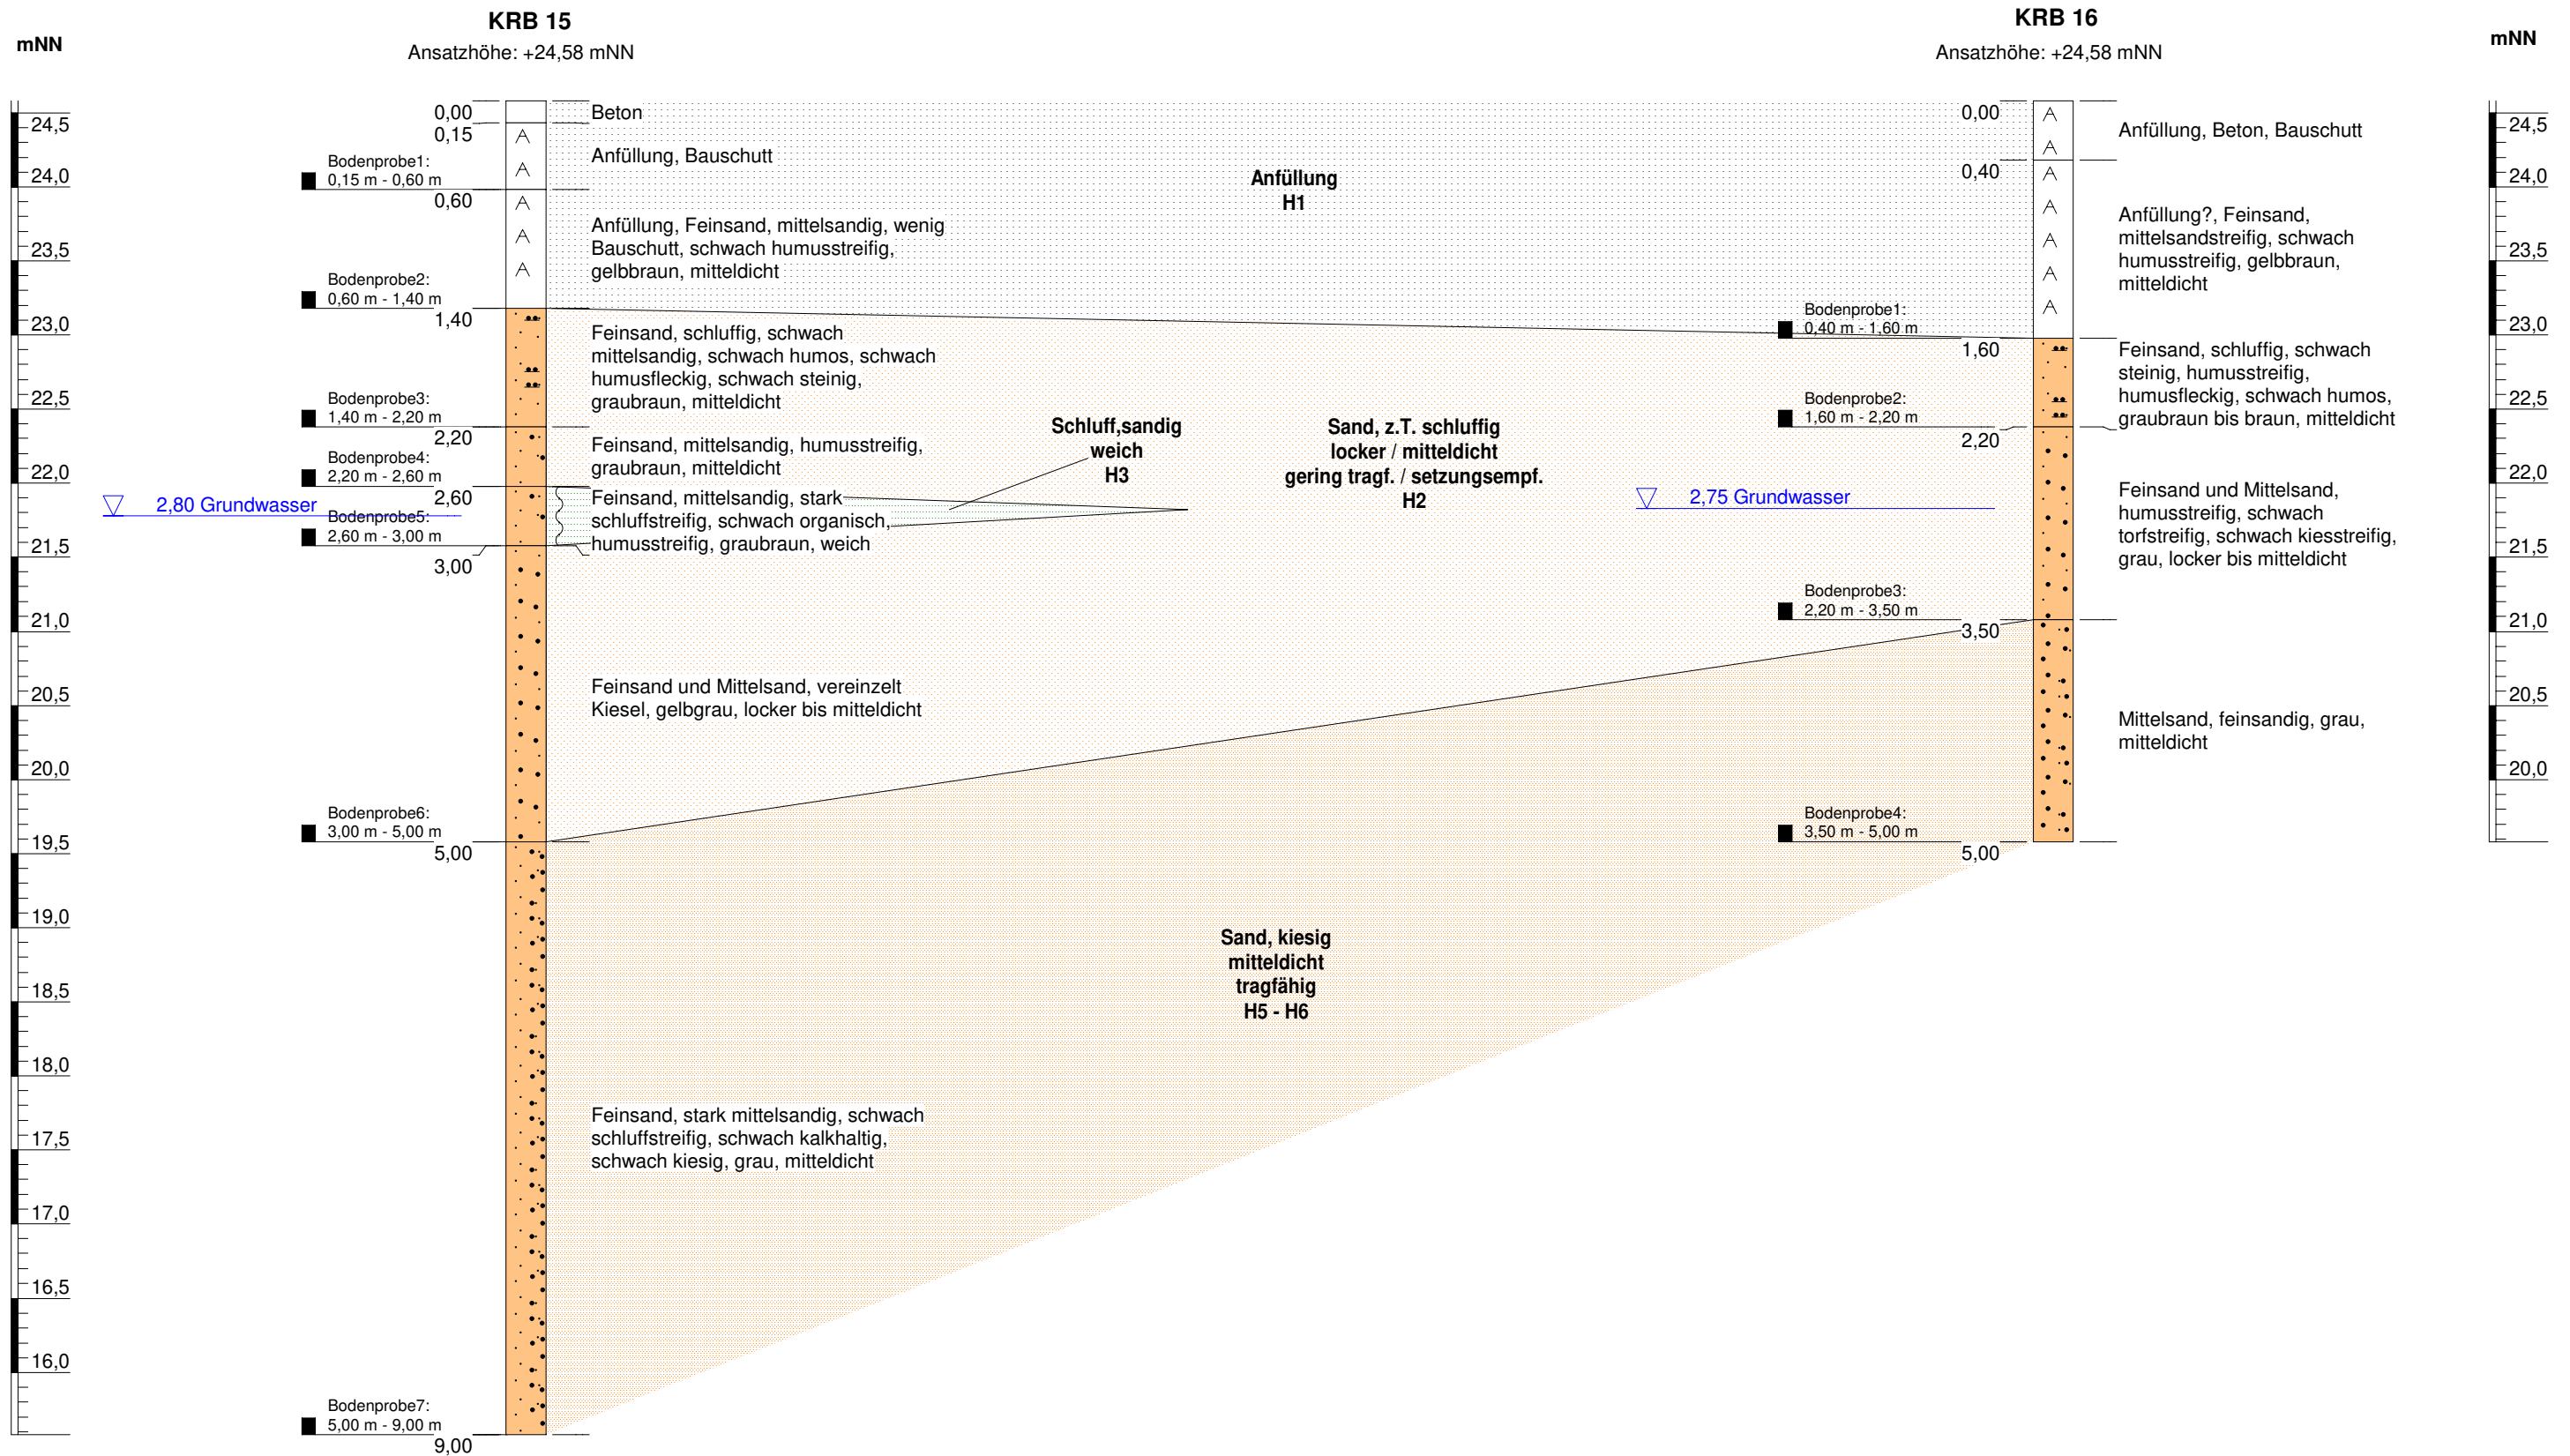 KRB 15
Ansatzhöhe: +24,58 mNN
KRB 16
Ansatzhöhe: +24,58 mNN
mNN
24,5
24,0
23,5
23,0
22,5
22,0
21,5
21,0
20,5
20,0
19,5
19,0
18,5
18,0
17,5
17,0
16,5
16,0
Bodenprobe1:
0,15 m - 0,60 m
Bodenprobe2:
0,60 m - 1,40 m
Bodenprobe3:
1,40 m - 2,20 m
Bodenprobe4:
2,20 m - 2,60 m
2,80 Grundwasser
Bodenprobe5:
2,60 m - 3,00 m
Bodenprobe6:
3,00 m - 5,00 m
Bodenprobe7:
5,00 m - 9,00 m
0,00
0,15
0,60
1,40
2,20
2,60
3,00
5,00
9,00
Beton
Anfüllung, Bauschutt
Anfüllung, Feinsand, mittelsandig, wenig
Bauschutt, schwach humusstreifig,
gelbbraun, mitteldicht
Feinsand, schluffig, schwach
mittelsandig, schwach humos, schwach
humusfleckig, schwach steinig,
graubraun, mitteldicht
Feinsand, mittelsandig, humusstreifig,
graubraun, mitteldicht
Feinsand, mittelsandig, stark
schluffstreifig, schwach organisch,
humusstreifig, graubraun, weich
Feinsand und Mittelsand, vereinzelt
Kiesel, gelbgrau, locker bis mitteldicht
Feinsand, stark mittelsandig, schwach
schluffstreifig, schwach kalkhaltig,
schwach kiesig, grau, mitteldicht
Anfüllung
H1
Schluff,sandig
weich
H3
Sand, z.T. schluffig
locker / mitteldicht
gering tragf. / setzungsempf.
H2
Sand, kiesig
mitteldicht
tragfähig
H5 - H6
2,75 Grundwasser
Bodenprobe1:
0,40 m - 1,60 m
Bodenprobe2:
1,60 m - 2,20 m
Bodenprobe3:
2,20 m - 3,50 m
Bodenprobe4:
3,50 m - 5,00 m
0,00
0,40
1,60
2,20
3,50
5,00
Anfüllung, Beton, Bauschutt
Anfüllung?, Feinsand,
mittelsandstreifig, schwach
humusstreifig, gelbbraun,
mitteldicht
Feinsand, schluffig, schwach
steinig, humusstreifig,
humusfleckig, schwach humos,
graubraun bis braun, mitteldicht
Feinsand und Mittelsand,
humusstreifig, schwach
torfstreifig, schwach kiesstreifig,
grau, locker bis mitteldicht
Mittelsand, feinsandig, grau,
mitteldicht
mNN
24,5
24,0
23,5
23,0
22,5
22,0
21,5
21,0
20,5
20,0